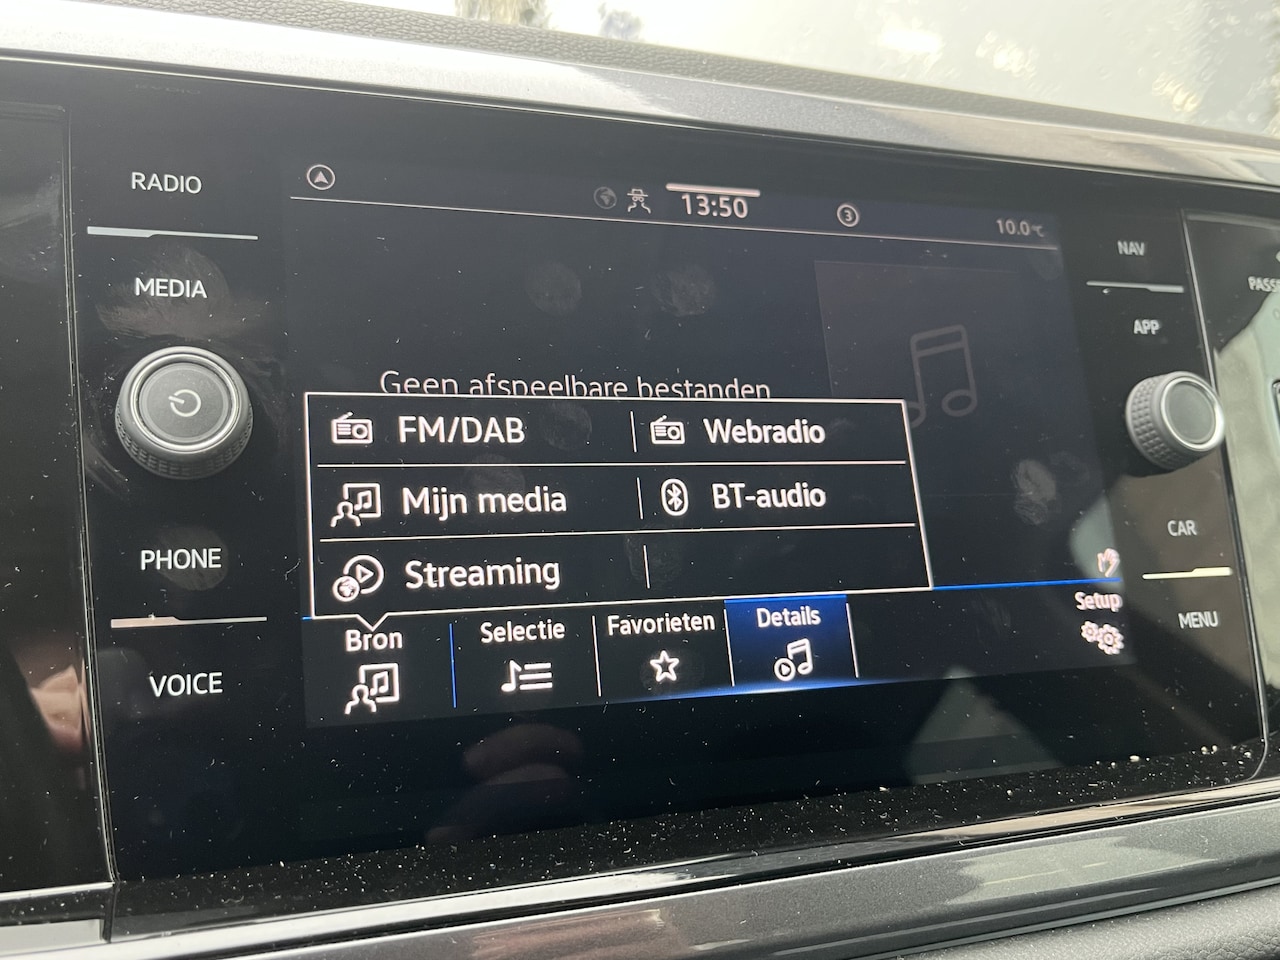 RADIO
MEDIA
PHONE
VOICE
13:50
3
10.0°C
Geen afspeelbare bestanden
FM/DAB
Webradio
Mijn media
BT-audio
Streaming
Bron
Selectie
Favorieten
Details
Setup
NAV
APP
CAR
MENU